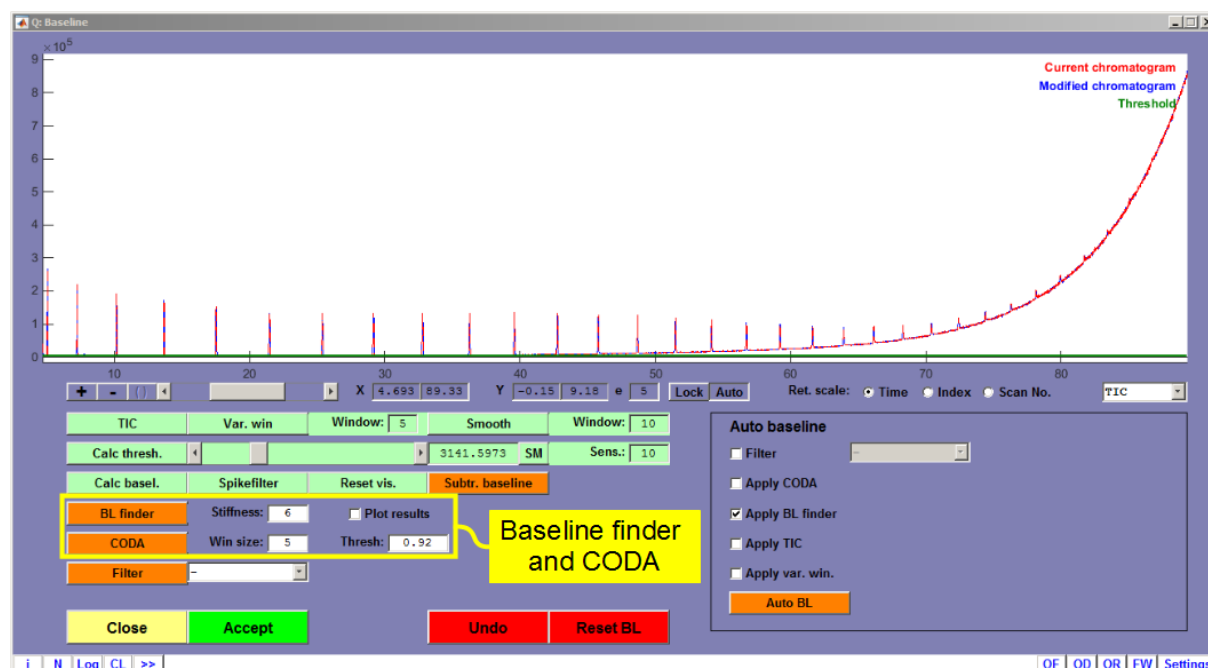 Q: Baseline
×10⁵
9
8
7
6
5
4
3
2
1
0
Current chromatogram
Modified chromatogram
Threshold
10 20 30 40 50 60 70 80
+ - () X 4.693 89.33 Y -0.15 9.18 e 5 Lock Auto Ret. scale: Time Index Scan No. TIC
TIC Var. win Window: 5 Smooth Window: 10
Calc thresh. 3141.5973 SM Sens.: 10
Calc basel. Spikefilter Reset vis. Subtr. baseline
BL finder Stiffness: 6 Plot results
CODA Win size: 5 Thresh: 0.92
Filter -
Baseline finder
and CODA
Close Accept Undo Reset BL
Auto baseline
Filter -
Apply CODA
Apply BL finder
Apply TIC
Apply var. win.
Auto BL
i N Log CL >> OF OD OR FW Settings